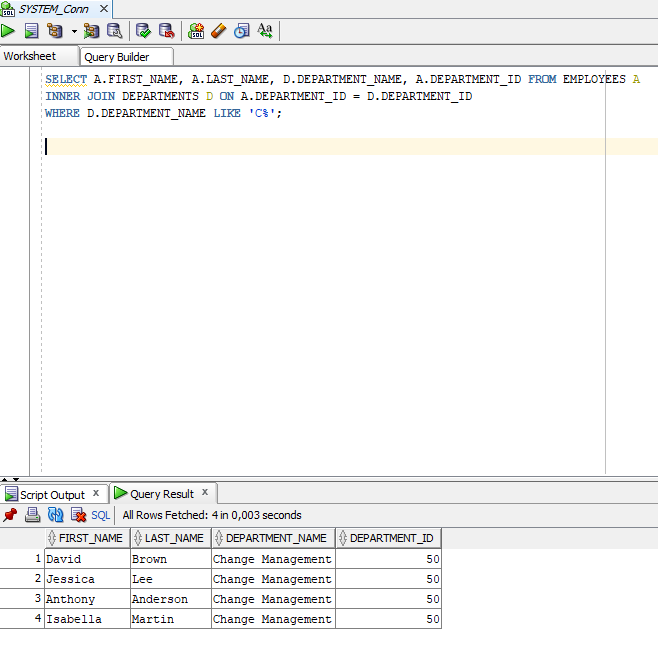 SYSTEM_Conn
Worksheet Query Builder
SELECT A.FIRST_NAME, A.LAST_NAME, D.DEPARTMENT_NAME, A.DEPARTMENT_ID FROM EMPLOYEES A
INNER JOIN DEPARTMENTS D ON A.DEPARTMENT_ID = D.DEPARTMENT_ID
WHERE D.DEPARTMENT_NAME LIKE 'C%';
Script Output x Query Result x
SQL All Rows Fetched: 4 in 0,003 seconds
FIRST_NAME LAST_NAME DEPARTMENT_NAME DEPARTMENT_ID
1 David Brown Change Management 50
2 Jessica Lee Change Management 50
3 Anthony Anderson Change Management 50
4 Isabella Martin Change Management 50